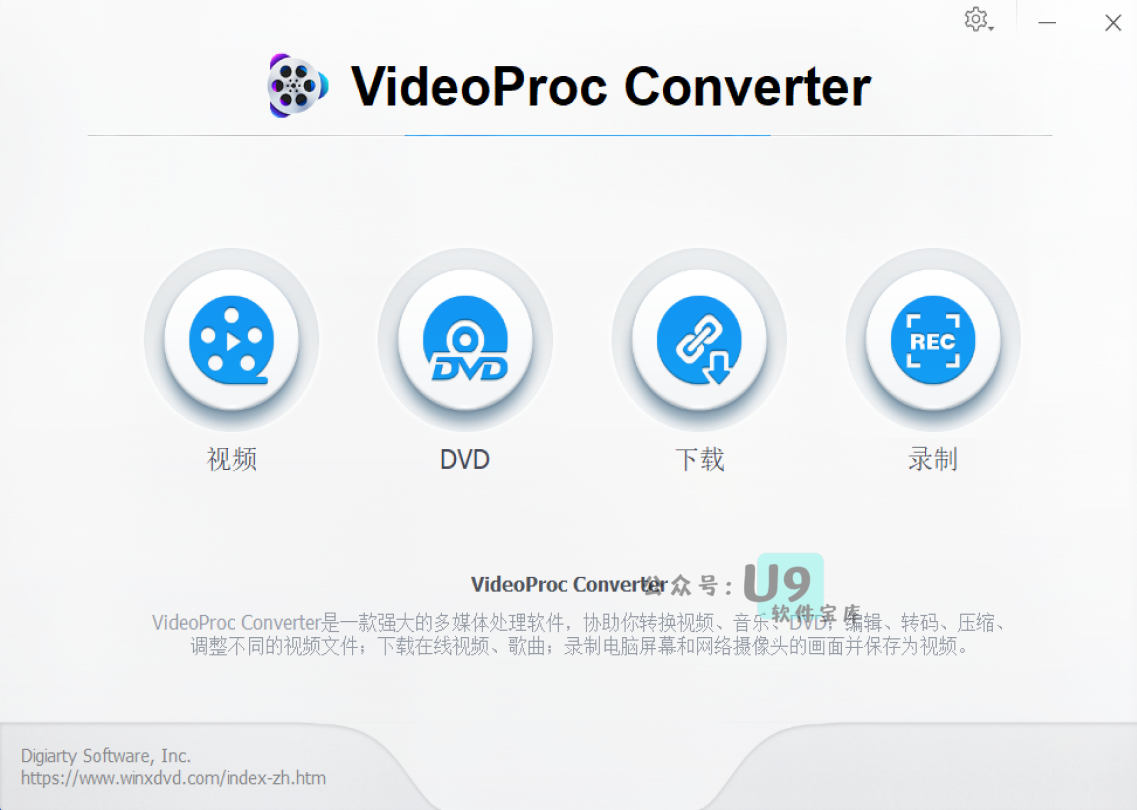 VideoProc Converter
DVD
REC
视频
DVD
下载
录制
VideoProc Converter
公众号：U9
软件宝库
VideoProc Converter是一款强大的多媒体处理软件，协助你转换视频、音乐、DVD；编辑、转码、压缩、
调整不同的视频文件；下载在线视频、歌曲；录制电脑屏幕和网络摄像头的画面并保存为视频。
Digiarty Software, Inc.
https://www.winxdvd.com/index-zh.htm